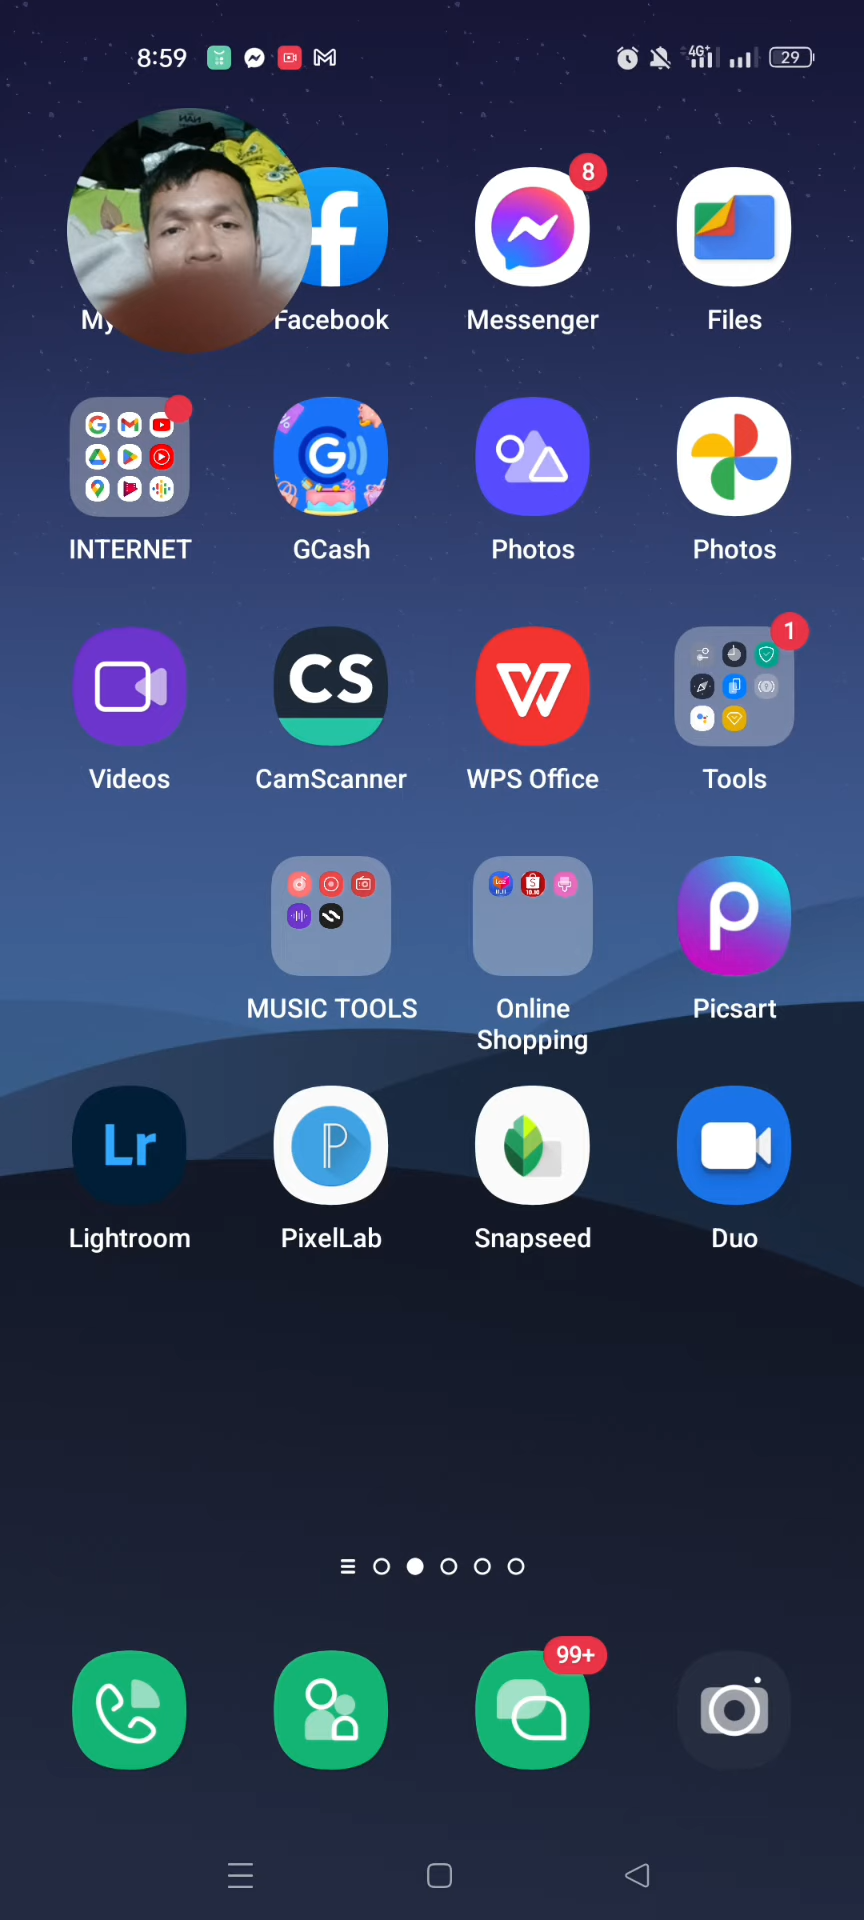 8:59
4G+
29
8
My
Facebook
Messenger
Files
INTERNET
GCash
Photos
Photos
CS
1
Videos
CamScanner
WPS Office
Tools
MUSIC TOOLS
Online
Shopping
Picsart
Lr
Lightroom
PixelLab
Snapseed
Duo
99+